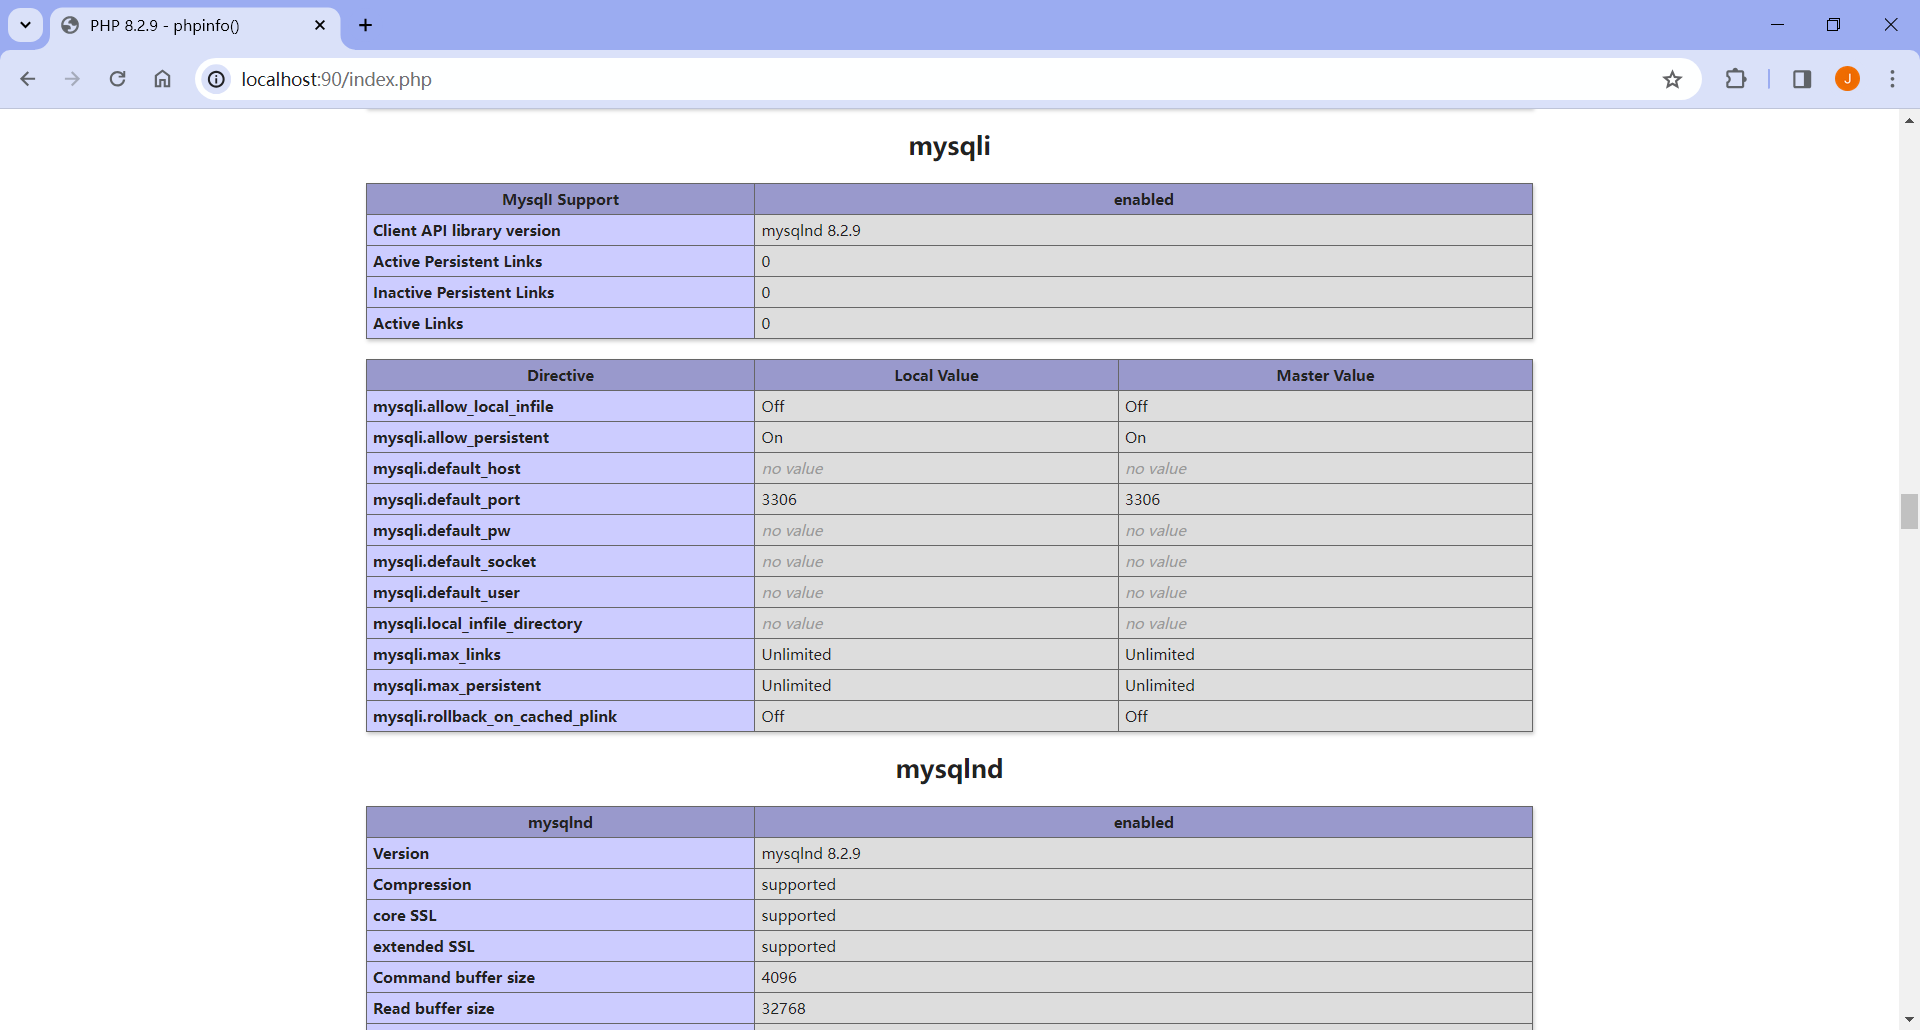 PHP 8.2.9 - phpinfo()
localhost:90/index.php
J
mysqli
MysqlI Support enabled
Client API library version mysqlnd 8.2.9
Active Persistent Links 0
Inactive Persistent Links 0
Active Links 0
Directive Local Value Master Value
mysqli.allow_local_infile Off Off
mysqli.allow_persistent On On
mysqli.default_host no value no value
mysqli.default_port 3306 3306
mysqli.default_pw no value no value
mysqli.default_socket no value no value
mysqli.default_user no value no value
mysqli.local_infile_directory no value no value
mysqli.max_links Unlimited Unlimited
mysqli.max_persistent Unlimited Unlimited
mysqli.rollback_on_cached_plink Off Off
mysqlnd
mysqlnd enabled
Version mysqlnd 8.2.9
Compression supported
core SSL supported
extended SSL supported
Command buffer size 4096
Read buffer size 32768